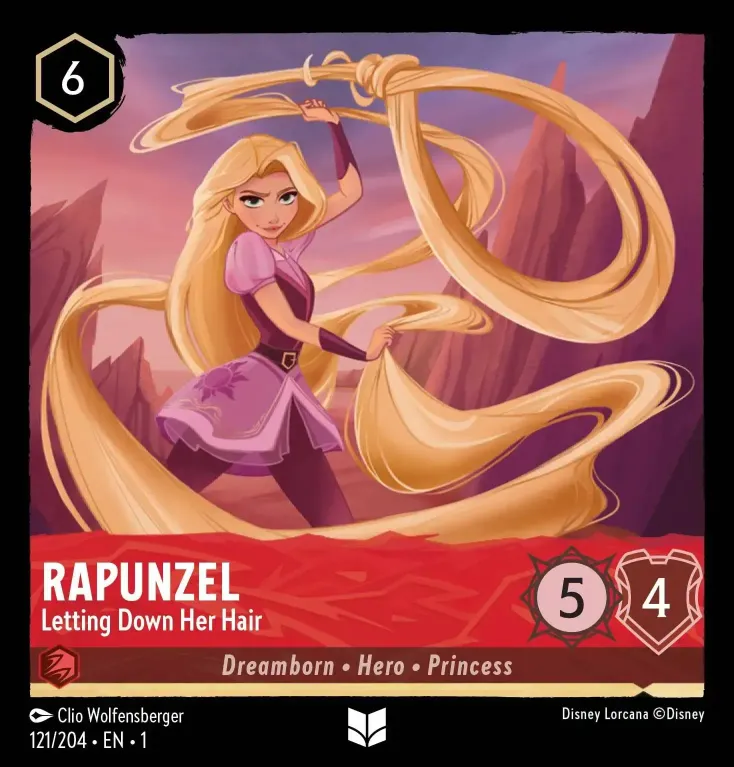 6
RAPUNZEL
Letting Down Her Hair
5 4
Dreamborn • Hero • Princess
Clio Wolfensberger
Disney Lorcana ©Disney
121/204 • EN • 1